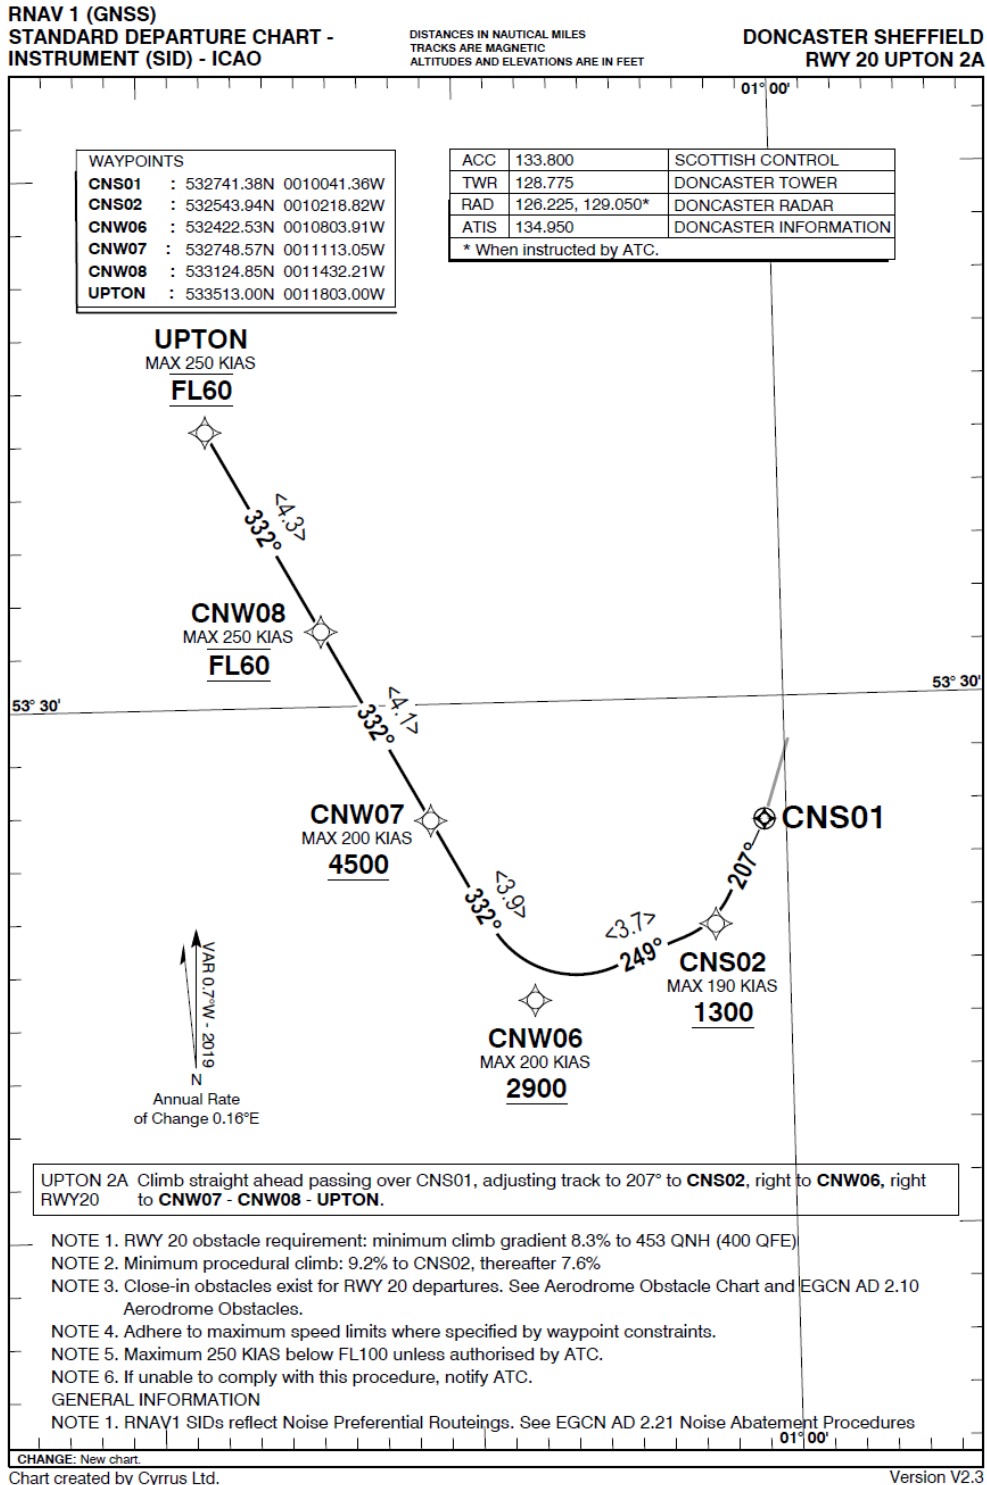 RNAV 1 (GNSS)
STANDARD DEPARTURE CHART -
INSTRUMENT (SID) - ICAO
DISTANCES IN NAUTICAL MILES
TRACKS ARE MAGNETIC
ALTITUDES AND ELEVATIONS ARE IN FEET
DONCASTER SHEFFIELD
RWY 20 UPTON 2A
01° 00'
WAYPOINTS
CNS01 : 532741.38N 0010041.36W
CNS02 : 532543.94N 0010218.82W
CNW06 : 532422.53N 0010803.91W
CNW07 : 532748.57N 0011113.05W
CNW08 : 533124.85N 0011432.21W
UPTON : 533513.00N 0011803.00W
ACC 133.800 SCOTTISH CONTROL
TWR 128.775 DONCASTER TOWER
RAD 126.225, 129.050* DONCASTER RADAR
ATIS 134.950 DONCASTER INFORMATION
* When instructed by ATC.
UPTON
MAX 250 KIAS
FL60
<4.3>
332°
CNW08
MAX 250 KIAS
FL60
53° 30'
53° 30'
<4.1>
332°
CNW07
MAX 200 KIAS
4500
CNS01
207°
<3.9>
332°
<3.7>
249°
CNS02
MAX 190 KIAS
1300
CNW06
MAX 200 KIAS
2900
VAR 0.7°W - 2019
N
Annual Rate
of Change 0.16°E
UPTON 2A Climb straight ahead passing over CNS01, adjusting track to 207° to CNS02, right to CNW06, right
RWY20 to CNW07 - CNW08 - UPTON.
NOTE 1. RWY 20 obstacle requirement: minimum climb gradient 8.3% to 453 QNH (400 QFE)
NOTE 2. Minimum procedural climb: 9.2% to CNS02, thereafter 7.6%
NOTE 3. Close-in obstacles exist for RWY 20 departures. See Aerodrome Obstacle Chart and EGCN AD 2.10
Aerodrome Obstacles.
NOTE 4. Adhere to maximum speed limits where specified by waypoint constraints.
NOTE 5. Maximum 250 KIAS below FL100 unless authorised by ATC.
NOTE 6. If unable to comply with this procedure, notify ATC.
GENERAL INFORMATION
NOTE 1. RNAV1 SIDs reflect Noise Preferential Routeings. See EGCN AD 2.21 Noise Abatement Procedures
01° 00'
CHANGE: New chart.
Chart created by Cyrrus Ltd.
Version V2.3